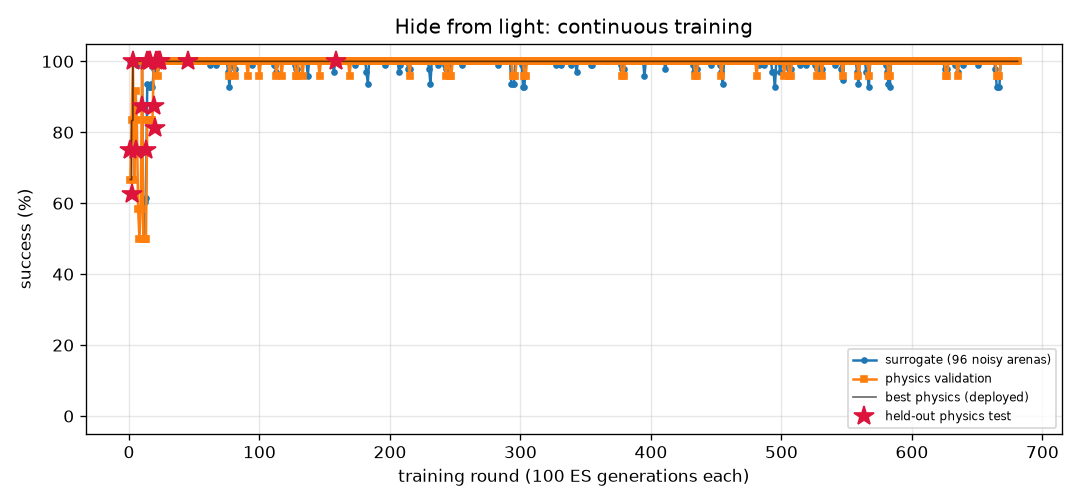 Hide from light: continuous training
success (%)
100
80
60
40
20
0
0 100 200 300 400 500 600 700
training round (100 ES generations each)
surrogate (96 noisy arenas)
physics validation
best physics (deployed)
held-out physics test